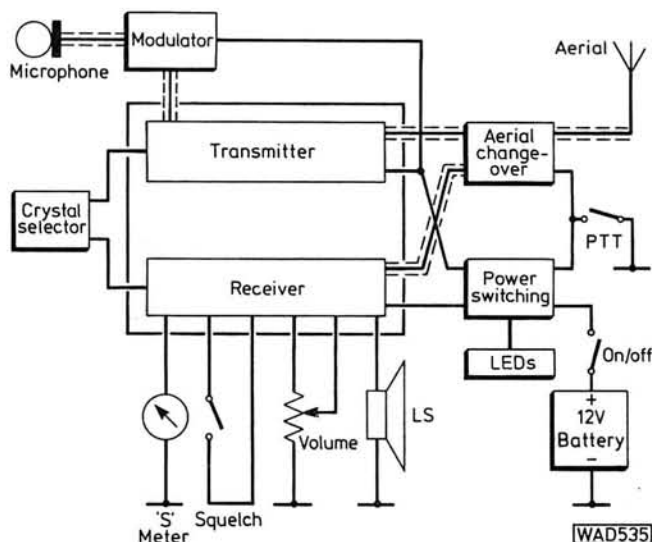 Modulator
Microphone
Aerial
Transmitter
Aerial
change-
over
Crystal
selector
PTT
Receiver
Power
switching
LEDs
On/off
+
12V
Battery
-
LS
Volume
'S'
Meter
Squelch
WAD535